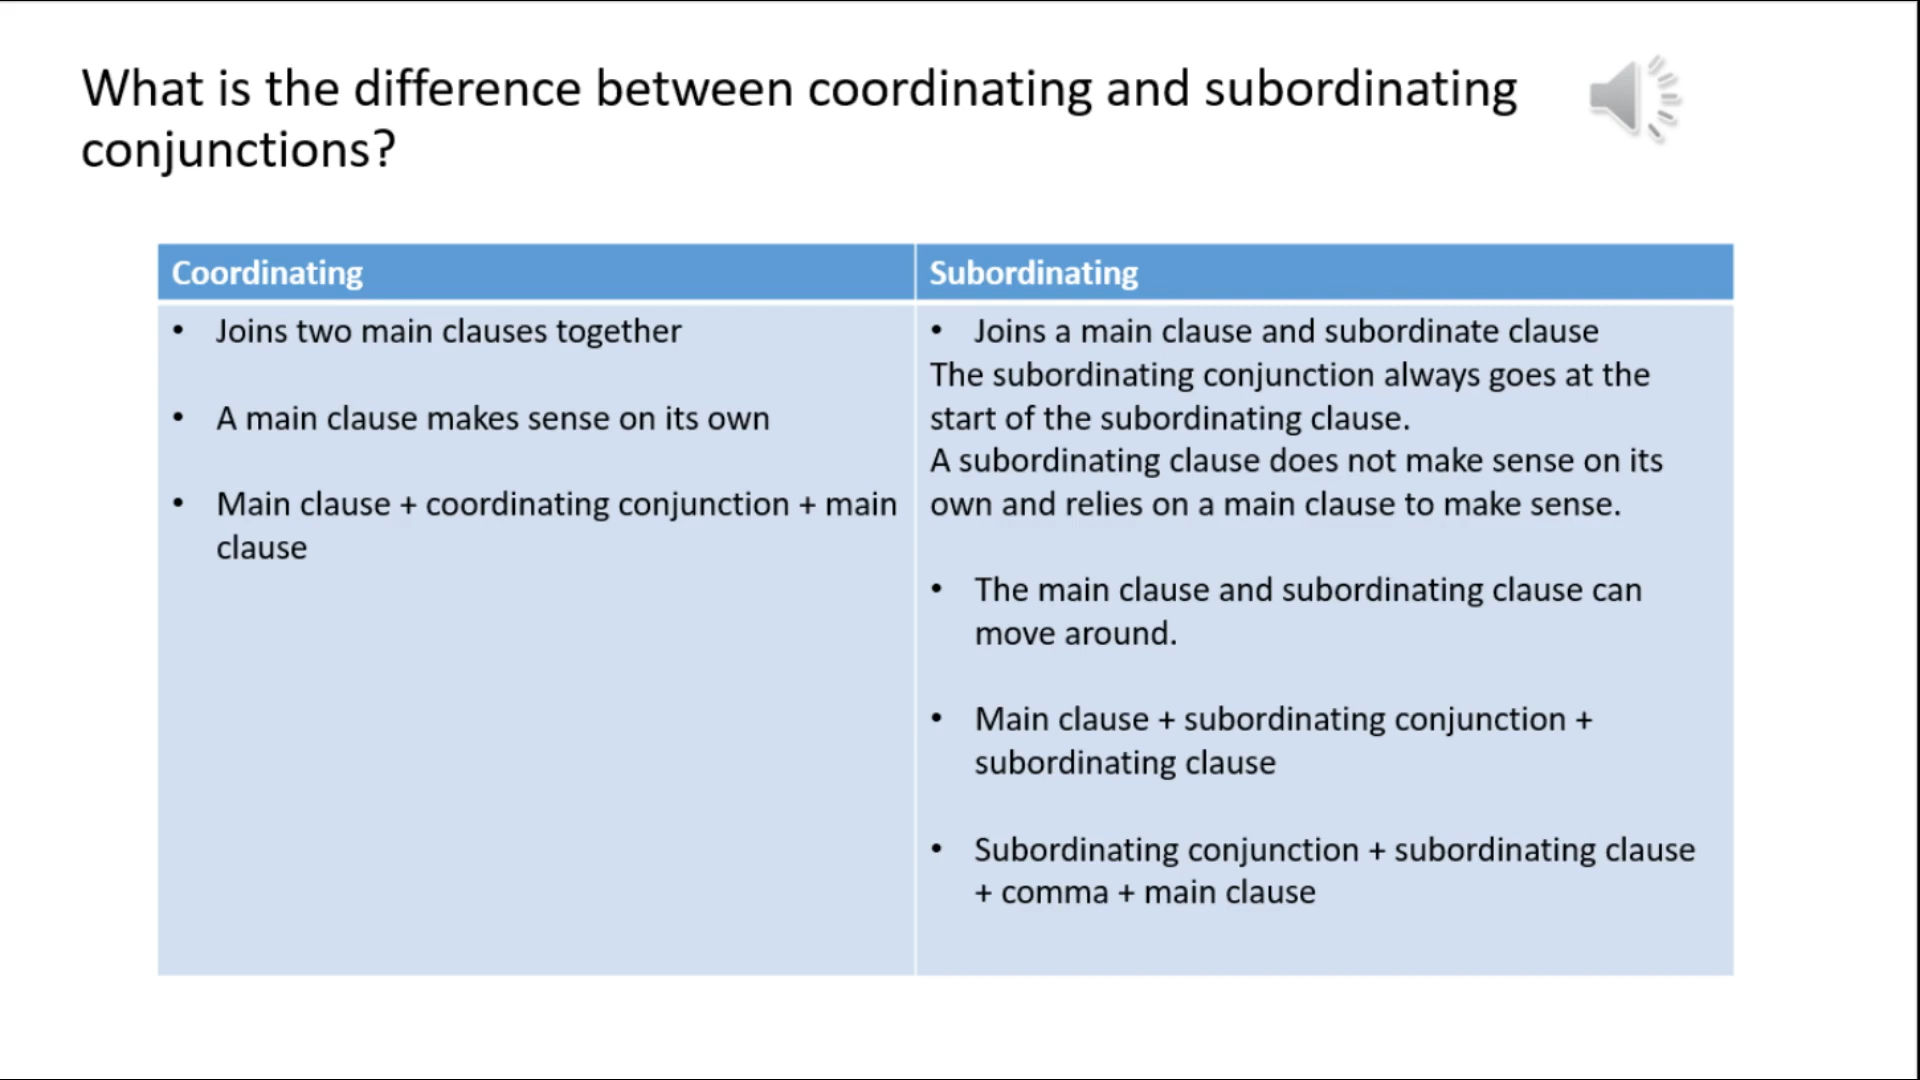 What is the difference between coordinating and subordinating
conjunctions?
Coordinating
• Joins two main clauses together
• A main clause makes sense on its own
• Main clause + coordinating conjunction + main
clause
Subordinating
• Joins a main clause and subordinate clause
The subordinating conjunction always goes at the
start of the subordinating clause.
A subordinating clause does not make sense on its
own and relies on a main clause to make sense.
• The main clause and subordinating clause can
move around.
• Main clause + subordinating conjunction +
subordinating clause
• Subordinating conjunction + subordinating clause
+ comma + main clause